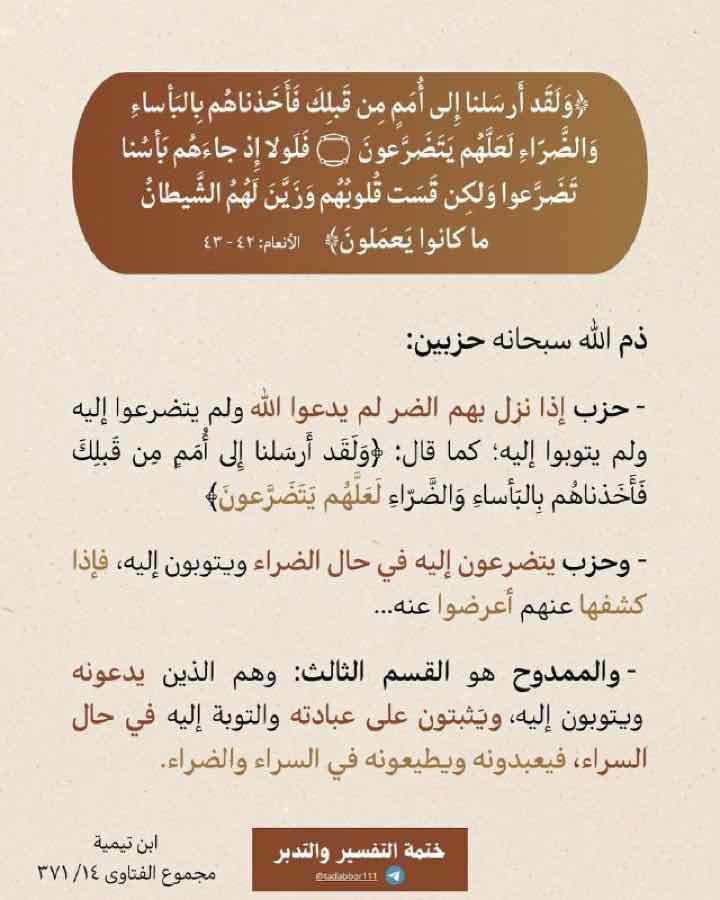 ﴿وَلَقَد أَرسَلنا إِلى أُمَمٍ مِن قَبلِكَ فَأَخَذناهُم بِالبَأساءِ
وَالضَّرّاءِ لَعَلَّهُم يَتَضَرَّعونَ ۝ فَلَولا إِذ جاءَهُم بَأسُنا
تَضَرَّعوا وَلكِن قَسَت قُلوبُهُم وَزَيَّنَ لَهُمُ الشَّيطانُ
ما كانوا يَعمَلونَ﴾ الأنعام: ٤٢ - ٤٣
ذم الله سبحانه حزبين:
- حزب إذا نزل بهم الضر لم يدعوا الله ولم يتضرعوا إليه
ولم يتوبوا إليه؛ كما قال: ﴿وَلَقَد أَرسَلنا إِلى أُمَمٍ مِن قَبلِكَ
فَأَخَذناهُم بِالبَأساءِ وَالضَّرّاءِ لَعَلَّهُم يَتَضَرَّعونَ﴾
- وحزب يتضرعون إليه في حال الضراء ويتوبون إليه، فإذا
كشفها عنهم أعرضوا عنه...
- والممدوح هو القسم الثالث: وهم الذين يدعونه
ويتوبون إليه، ويَثبتون على عبادته والتوبة إليه في حال
السراء، فيعبدونه ويطيعونه في السراء والضراء.
ختمة التفسير والتدبر
@tadabbor111
ابن تيمية
مجموع الفتاوى ١٤/ ٣٧١